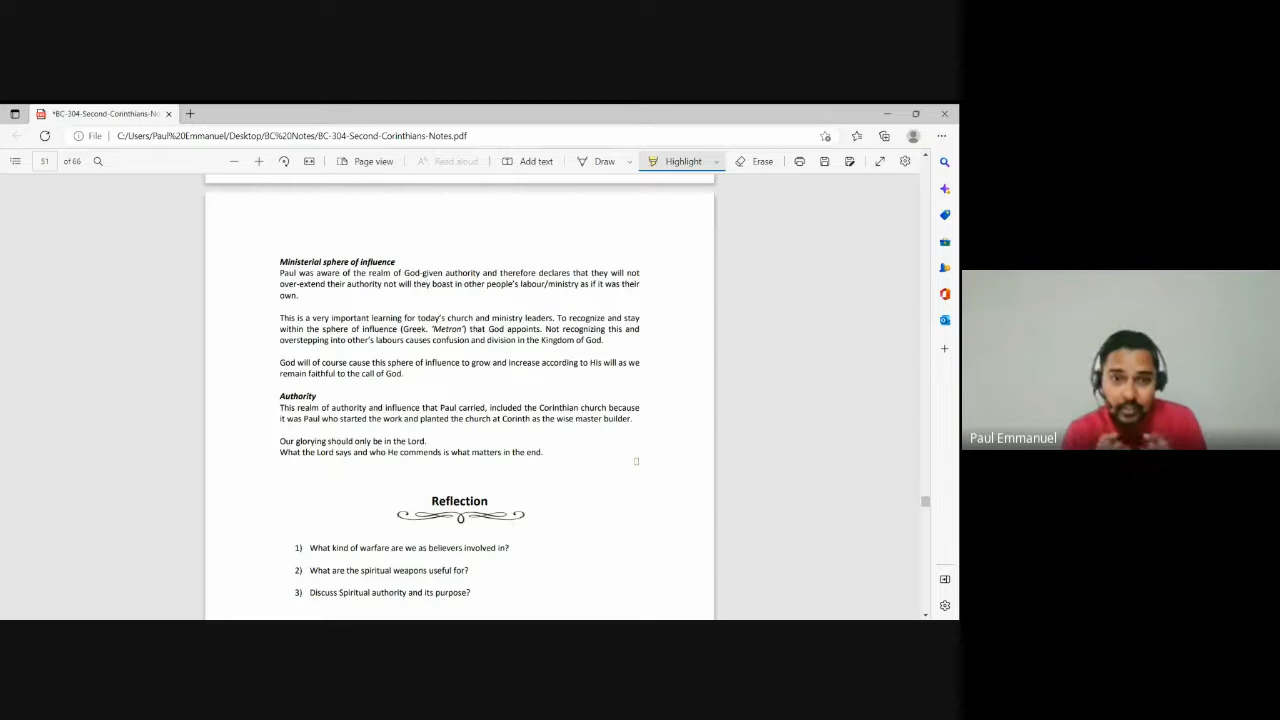 *BC-304-Second-Corinthians-No
File
C:/Users/Paul%20Emmanuel/Desktop/BC%20Notes/BC-304-Second-Corinthians-Notes.pdf
51
of 66
Page view
Read aloud
Add text
Draw
Highlight
Erase
Ministerial sphere of influence
Paul was aware of the realm of God-given authority and therefore declares that they will not
over-extend their authority not will they boast in other people's labour/ministry as if it was their
own.
This is a very important learning for today's church and ministry leaders. To recognize and stay
within the sphere of influence (Greek. 'Metron') that God appoints. Not recognizing this and
overstepping into other's labours causes confusion and division in the Kingdom of God.
God will of course cause this sphere of influence to grow and increase according to His will as we
remain faithful to the call of God.
Authority
This realm of authority and influence that Paul carried, included the Corinthian church because
it was Paul who started the work and planted the church at Corinth as the wise master builder.
Our glorying should only be in the Lord.
What the Lord says and who He commends is what matters in the end.
Reflection
1) What kind of warfare are we as believers involved in?
2) What are the spiritual weapons useful for?
3) Discuss Spiritual authority and its purpose?
Paul Emmanuel